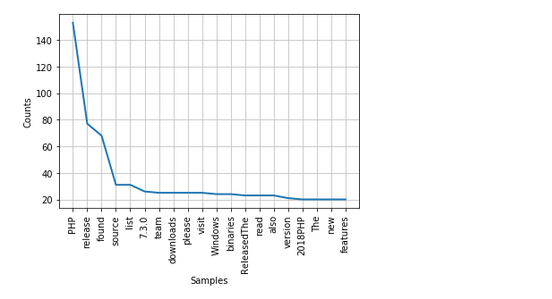 140
120
100
80
60
40
20
Counts
PHP
release
found
source
list
7.3.0
team
downloads
please
visit
Windows
binaries
ReleasedThe
read
also
version
2018PHP
The
new
features
Samples